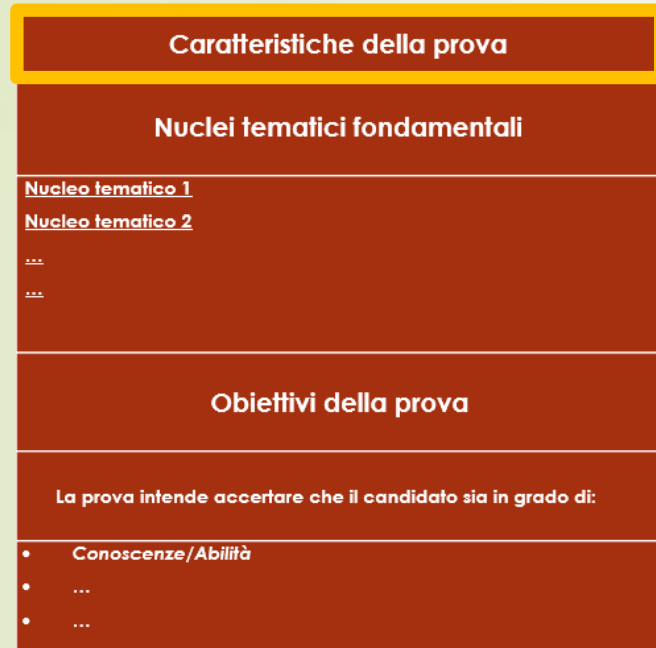 Caratteristiche della prova
Nuclei tematici fondamentali
Nucleo tematico 1
Nucleo tematico 2
...
...
Obiettivi della prova
La prova intende accertare che il candidato sia in grado di:
• Conoscenze/Abilità
• ...
• ...